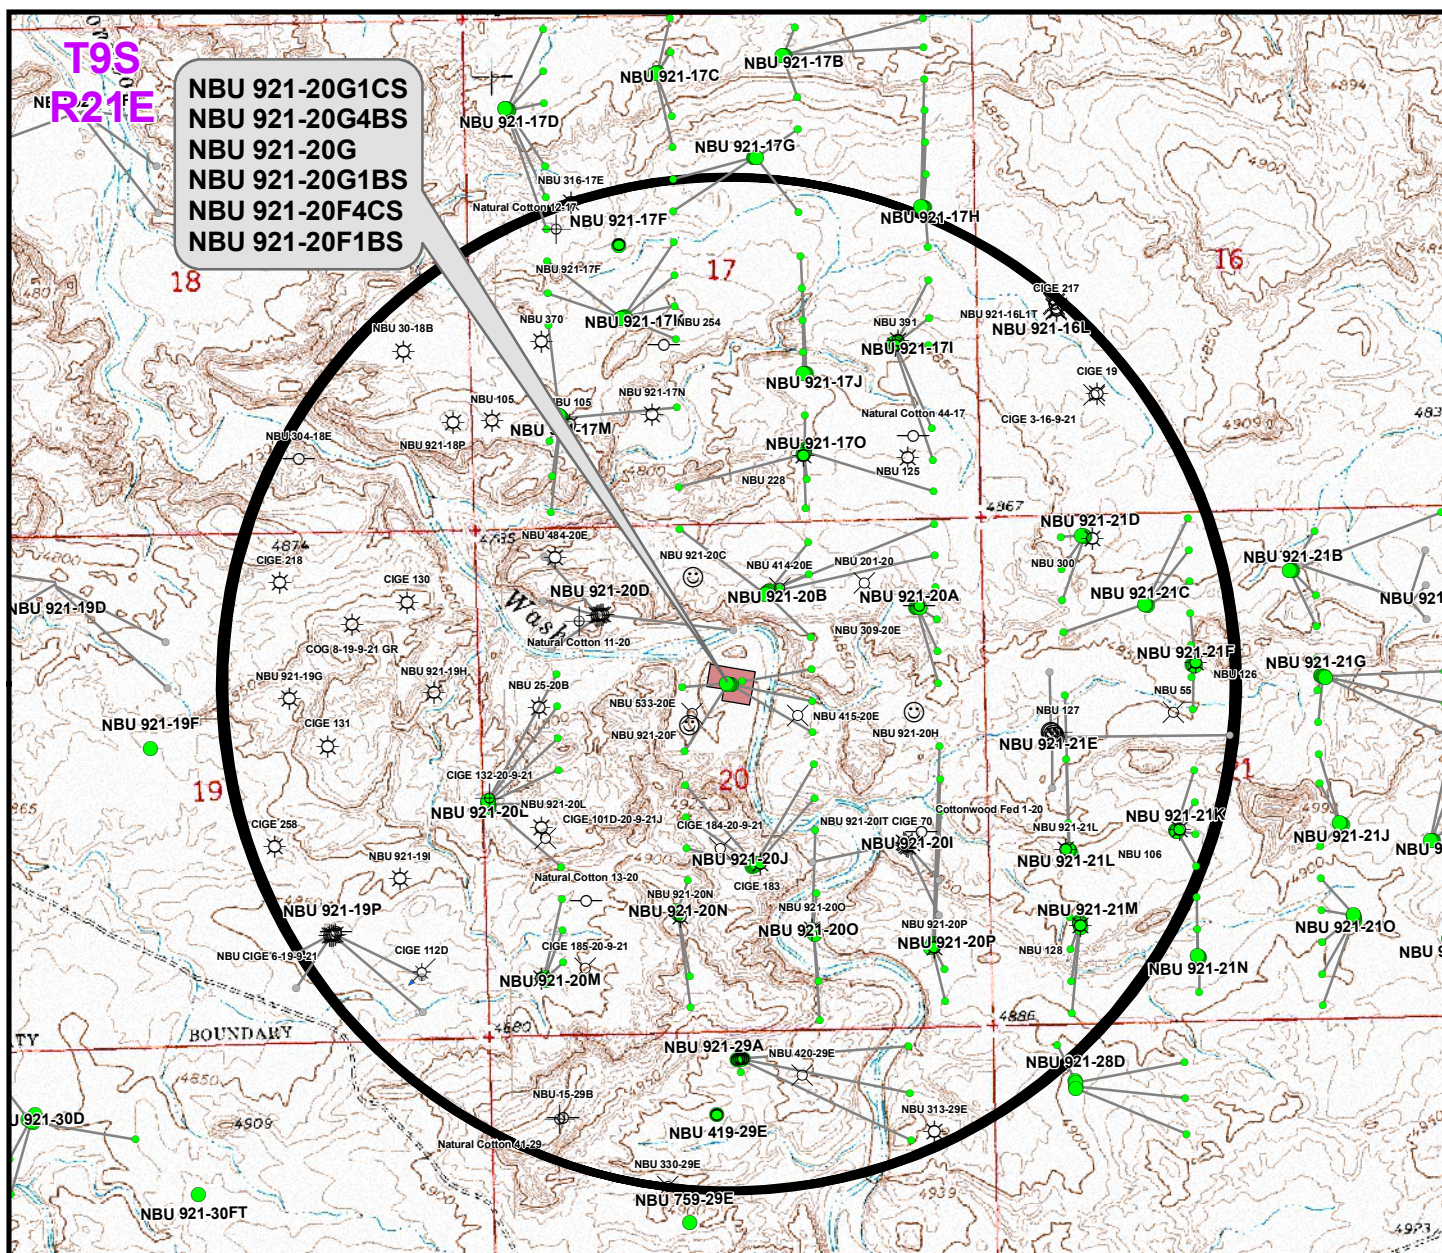 T9S
R21E
NBU 921-20G1CS
NBU 921-20G4BS
NBU 921-20G
NBU 921-20G1BS
NBU 921-20F4CS
NBU 921-20F1BS
NBU 921-17C
NBU 921-17B
4894
NBU 921-17D
NBU 921-17G
NBU 316-17E
Natural Cotton 12-17
NBU 921-17F
NBU 921-17H
18
17
16
NBU 921-17F
CIGE 217
NBU 921-16L1T
NBU 921-16L
NBU 30-18B
NBU 370
NBU 921-17K
NBU 254
NBU 391
NBU 921-17I
NBU 921-17J
CIGE 19
CIGE 3-16-9-21
NBU 105
NBU 105
NBU 921-17N
Natural Cotton 44-17
NBU 921-18P
NBU 304-18E
NBU 921-17O
NBU 125
NBU 228
4800
4967
4785
4874
NBU 484-20E
CIGE 218
CIGE 130
NBU 921-20C
NBU 414-20E
NBU 201-20
NBU 921-21D
NBU 300
NBU 921-21B
NBU 921-19D
NBU 921-20D
NBU 921-20B
NBU 921-20A
NBU 921-21C
NBU 921
Wash
Natural Cotton 11-20
NBU 309-20E
COG 8-19-9-21 GR
NBU 921-21F
NBU 126
NBU 921-21G
NBU 921-19G
NBU 921-19H
NBU 25-20B
NBU 533-20E
NBU 415-20E
NBU 55
NBU 127
NBU 921-19F
CIGE 131
NBU 921-20F
NBU 921-20H
NBU 921-21E
19
20
21
CIGE 132-20-9-21
NBU 921-20L
NBU 921-20L
CIGE 101D-20-9-21J
CIGE 184-20-9-21
NBU 921-20IT
CIGE 70
Cottonwood Fed 1-20
NBU 921-20I
NBU 921-21L
NBU 921-21K
NBU 921-21J
CIGE 258
NBU 921-19I
NBU 921-20J
CIGE 183
NBU 921-21L
NBU 106
Natural Cotton 13-20
NBU 921-20N
NBU 921-20N
NBU 921-20O
NBU 921-20O
NBU 921-19P
NBU 921-20P
NBU 921-20P
NBU 921-21M
NBU 128
NBU 921-21O
NBU CIGE 6-19-9-21
CIGE 112D
CIGE 185-20-9-21
NBU 921-20M
NBU 921-21N
4880
4886
BOUNDARY
NBU 921-29A
NBU 420-29E
NBU 921-28D
4850
4909
NBU 15-29B
NBU 419-29E
NBU 313-29E
Natural Cotton 41-29
NBU 330-29E
NBU 759-29E
NBU 921-30FT
4900
4939
4923